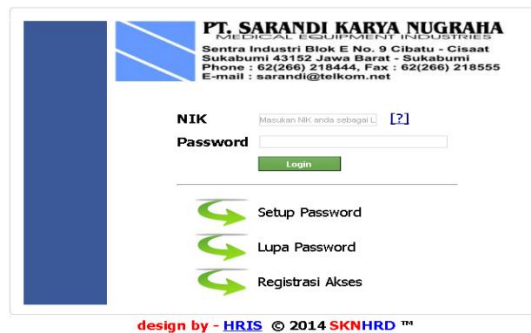 PT. SARANDI KARYA NUGRAHA
MEDICAL EQUIPMENT INDUSTRIES
Sentra Industri Blok E No. 9 Cibatu - Cisaat
Sukabumi 43152 Jawa Barat - Sukabumi
Phone : 62(266) 218444, Fax : 62(266) 218555
E-mail : sarandi@telkom.net
NIK Masukan NIK anda sebagai L [?]
Password
Login
Setup Password
Lupa Password
Registrasi Akses
design by - HRIS © 2014 SKNHRD ™